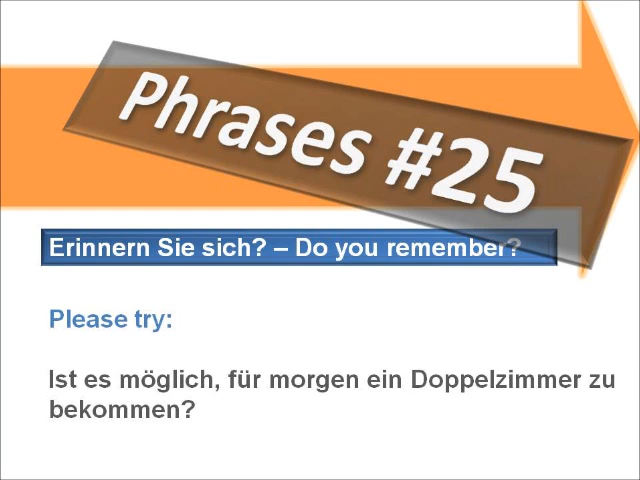 Phrases #25
Erinnern Sie sich? – Do you remember?
Please try:
Ist es möglich, für morgen ein Doppelzimmer zu
bekommen?